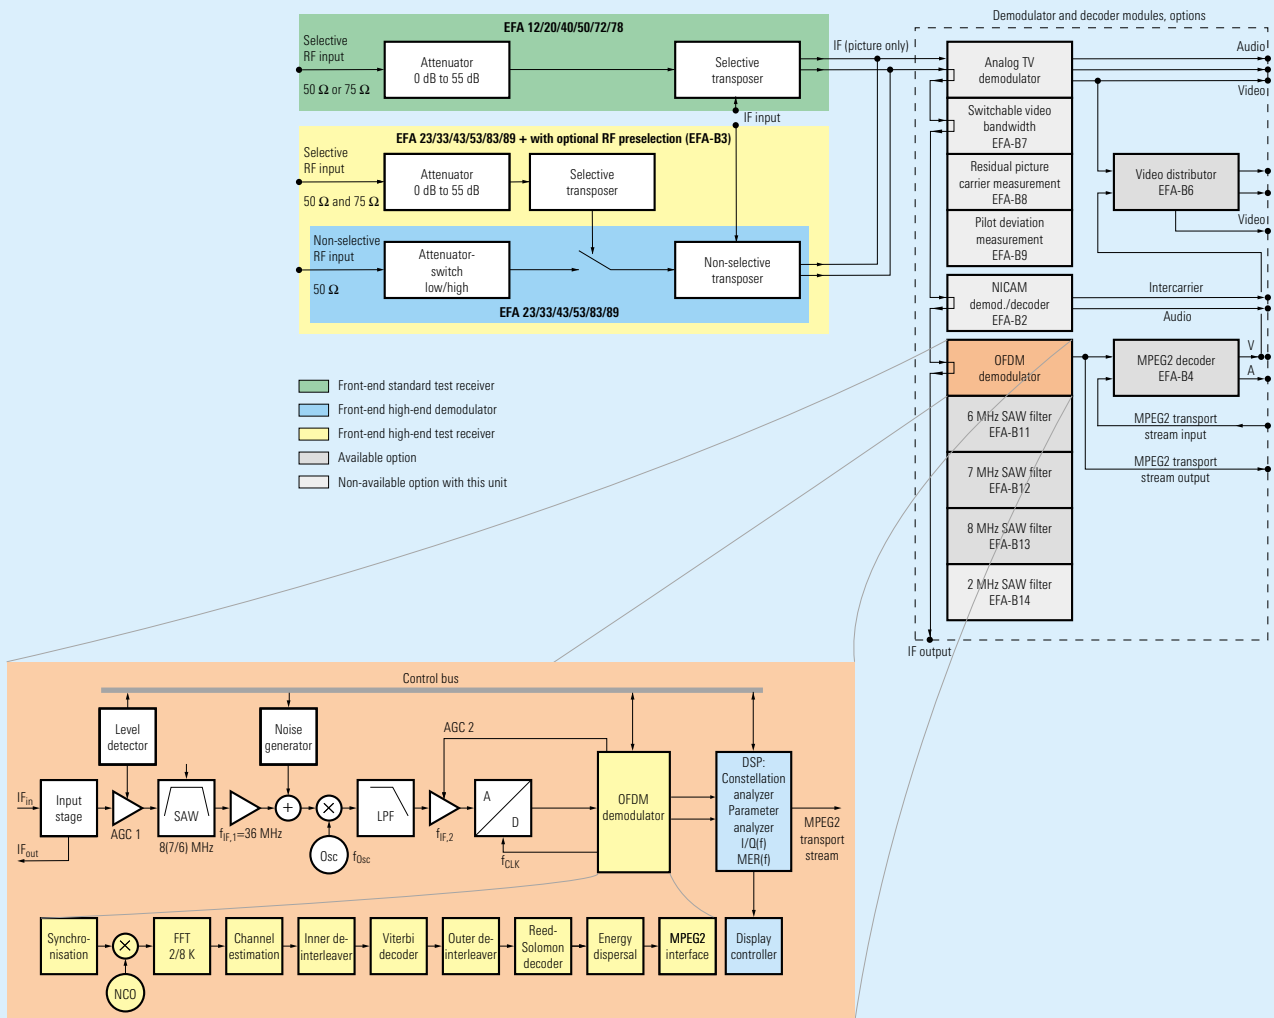 Demodulator and decoder modules, options
EFA 12/20/40/50/72/78
Selective
RF input
50 Ω or 75 Ω
Attenuator
0 dB to 55 dB
Selective
transposer
IF (picture only)
IF input
EFA 23/33/43/53/83/89 + with optional RF preselection (EFA-B3)
Selective
RF input
50 Ω and 75 Ω
Attenuator
0 dB to 55 dB
Selective
transposer
Non-selective
RF input
50 Ω
Attenuator-
switch
low/high
Non-selective
transposer
EFA 23/33/43/53/83/89
Analog TV
demodulator
Audio
Video
Switchable video
bandwidth
EFA-B7
Residual picture
carrier measurement
EFA-B8
Pilot deviation
measurement
EFA-B9
Video distributor
EFA-B6
Video
NICAM
demod./decoder
EFA-B2
Intercarrier
Audio
OFDM
demodulator
MPEG2 decoder
EFA-B4
V
A
6 MHz SAW filter
EFA-B11
MPEG2 transport
stream input
7 MHz SAW filter
EFA-B12
MPEG2 transport
stream output
8 MHz SAW filter
EFA-B13
2 MHz SAW filter
EFA-B14
IF output
Front-end standard test receiver
Front-end high-end demodulator
Front-end high-end test receiver
Available option
Non-available option with this unit
Control bus
Level
detector
Noise
generator
AGC 2
IFin
Input
stage
IFout
AGC 1
SAW
8(7/6) MHz
fIF,1=36 MHz
+
×
Osc
fOsc
LPF
fIF,2
A
D
fCLK
OFDM
demodulator
DSP:
Constellation
analyzer
Parameter
analyzer
I/Q(f)
MER(f)
MPEG2
transport
stream
Synchro-
nisation
×
NCO
FFT
2/8 K
Channel
estimation
Inner de-
interleaver
Viterbi
decoder
Outer de-
interleaver
Reed-
Solomon
decoder
Energy
dispersal
MPEG2
interface
Display
controller